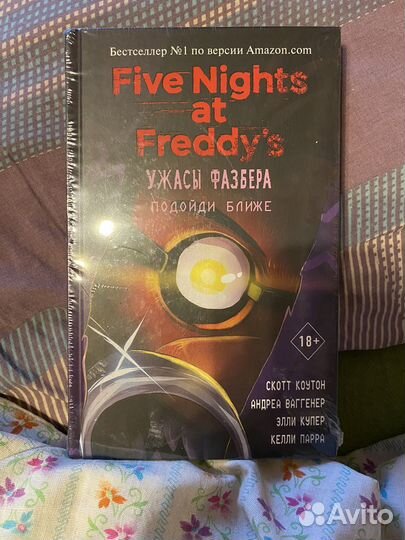 Бестселлер №1 по версии Amazon.com
Five Nights
at
Freddy's
УЖАСЫ ФАЗБЕРА
ПОДОЙДИ БЛИЖЕ
18+
СКОТТ КОУТОН
АНДРЕА ВАГГЕНЕР
ЭЛЛИ КУПЕР
КЕЛЛИ ПАРРА
Avito